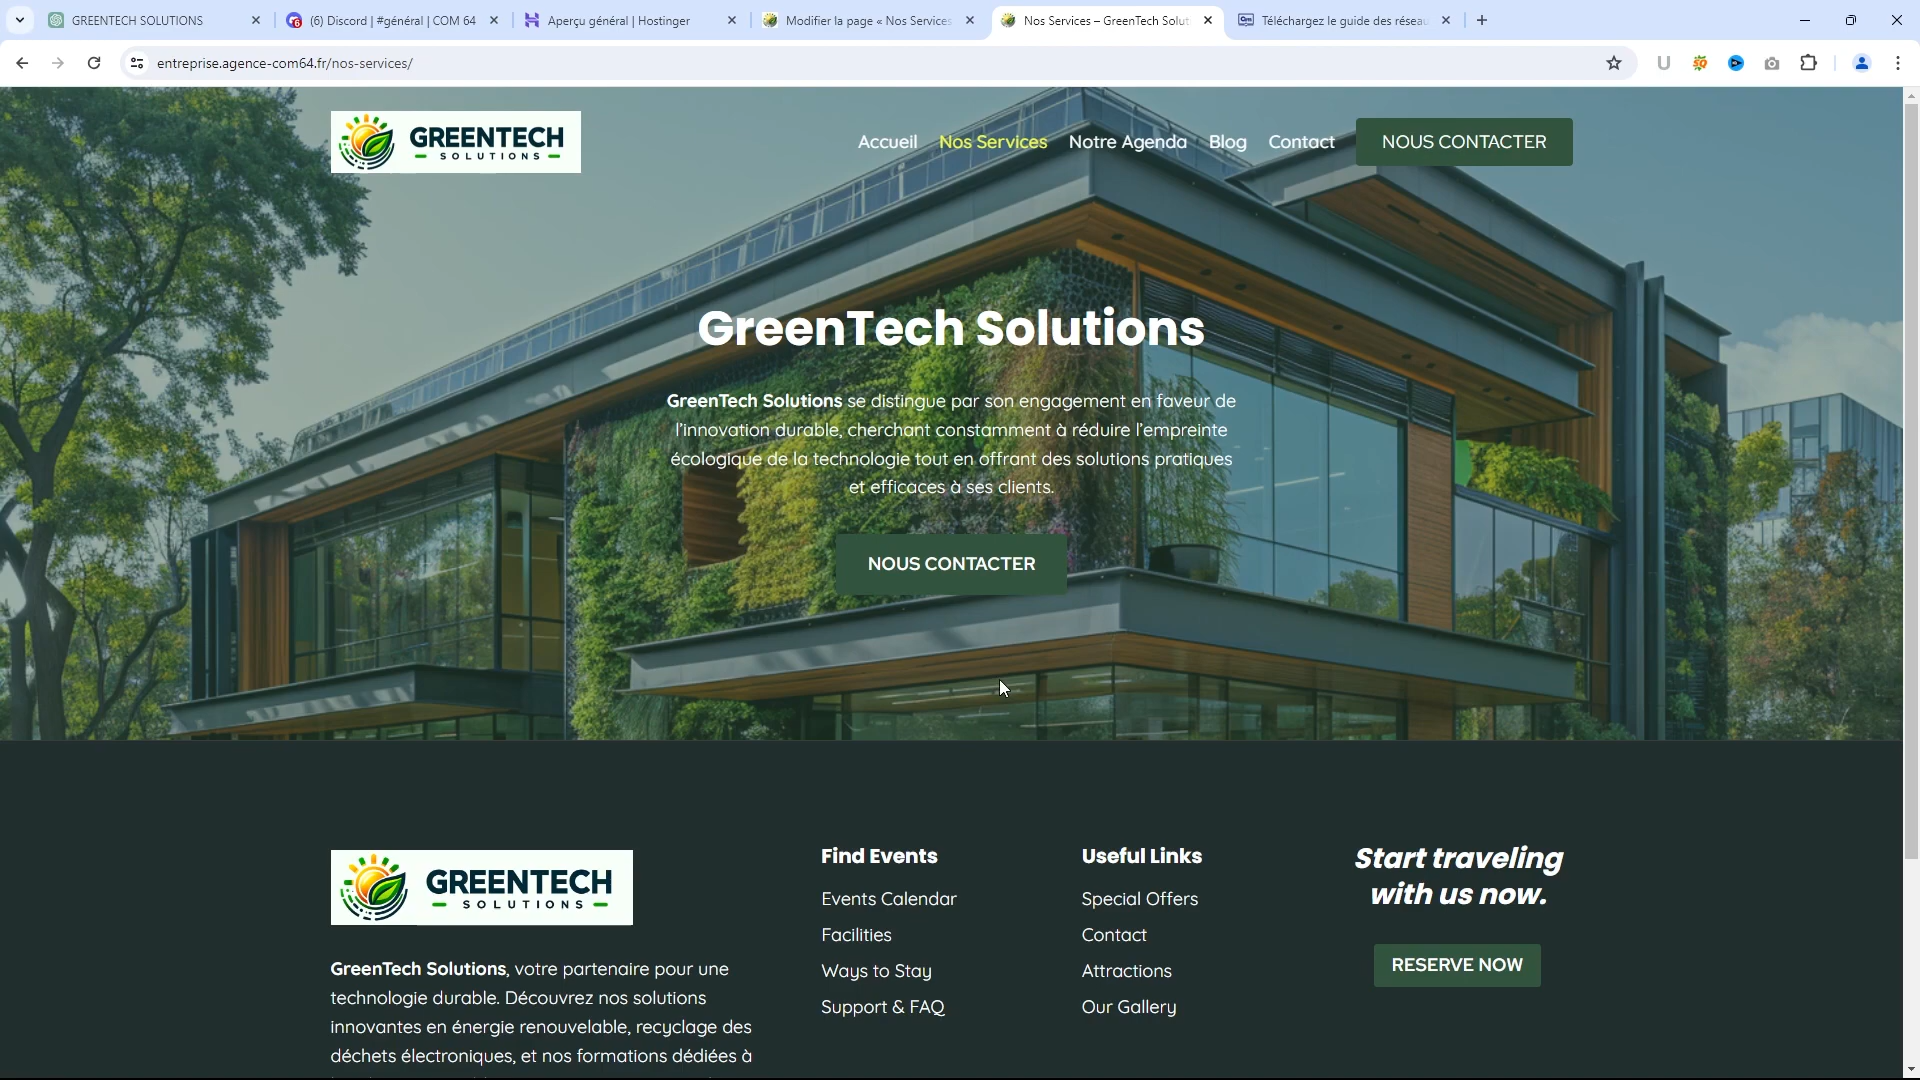 GREENTECH SOLUTIONS
(6) Discord | #général | COM 64
Aperçu général | Hostinger
Modifier la page « Nos Services
Nos Services – GreenTech Solut
Téléchargez le guide des réseau
entreprise.agence-com64.fr/nos-services/
GREENTECH
SOLUTIONS
Accueil
Nos Services
Notre Agenda
Blog
Contact
NOUS CONTACTER
GreenTech Solutions
GreenTech Solutions se distingue par son engagement en faveur de
l'innovation durable, cherchant constamment à réduire l'empreinte
écologique de la technologie tout en offrant des solutions pratiques
et efficaces à ses clients.
NOUS CONTACTER
GREENTECH
SOLUTIONS
GreenTech Solutions, votre partenaire pour une
technologie durable. Découvrez nos solutions
innovantes en énergie renouvelable, recyclage des
déchets électroniques, et nos formations dédiées à
Find Events
Events Calendar
Facilities
Ways to Stay
Support & FAQ
Useful Links
Special Offers
Contact
Attractions
Our Gallery
Start traveling
with us now.
RESERVE NOW